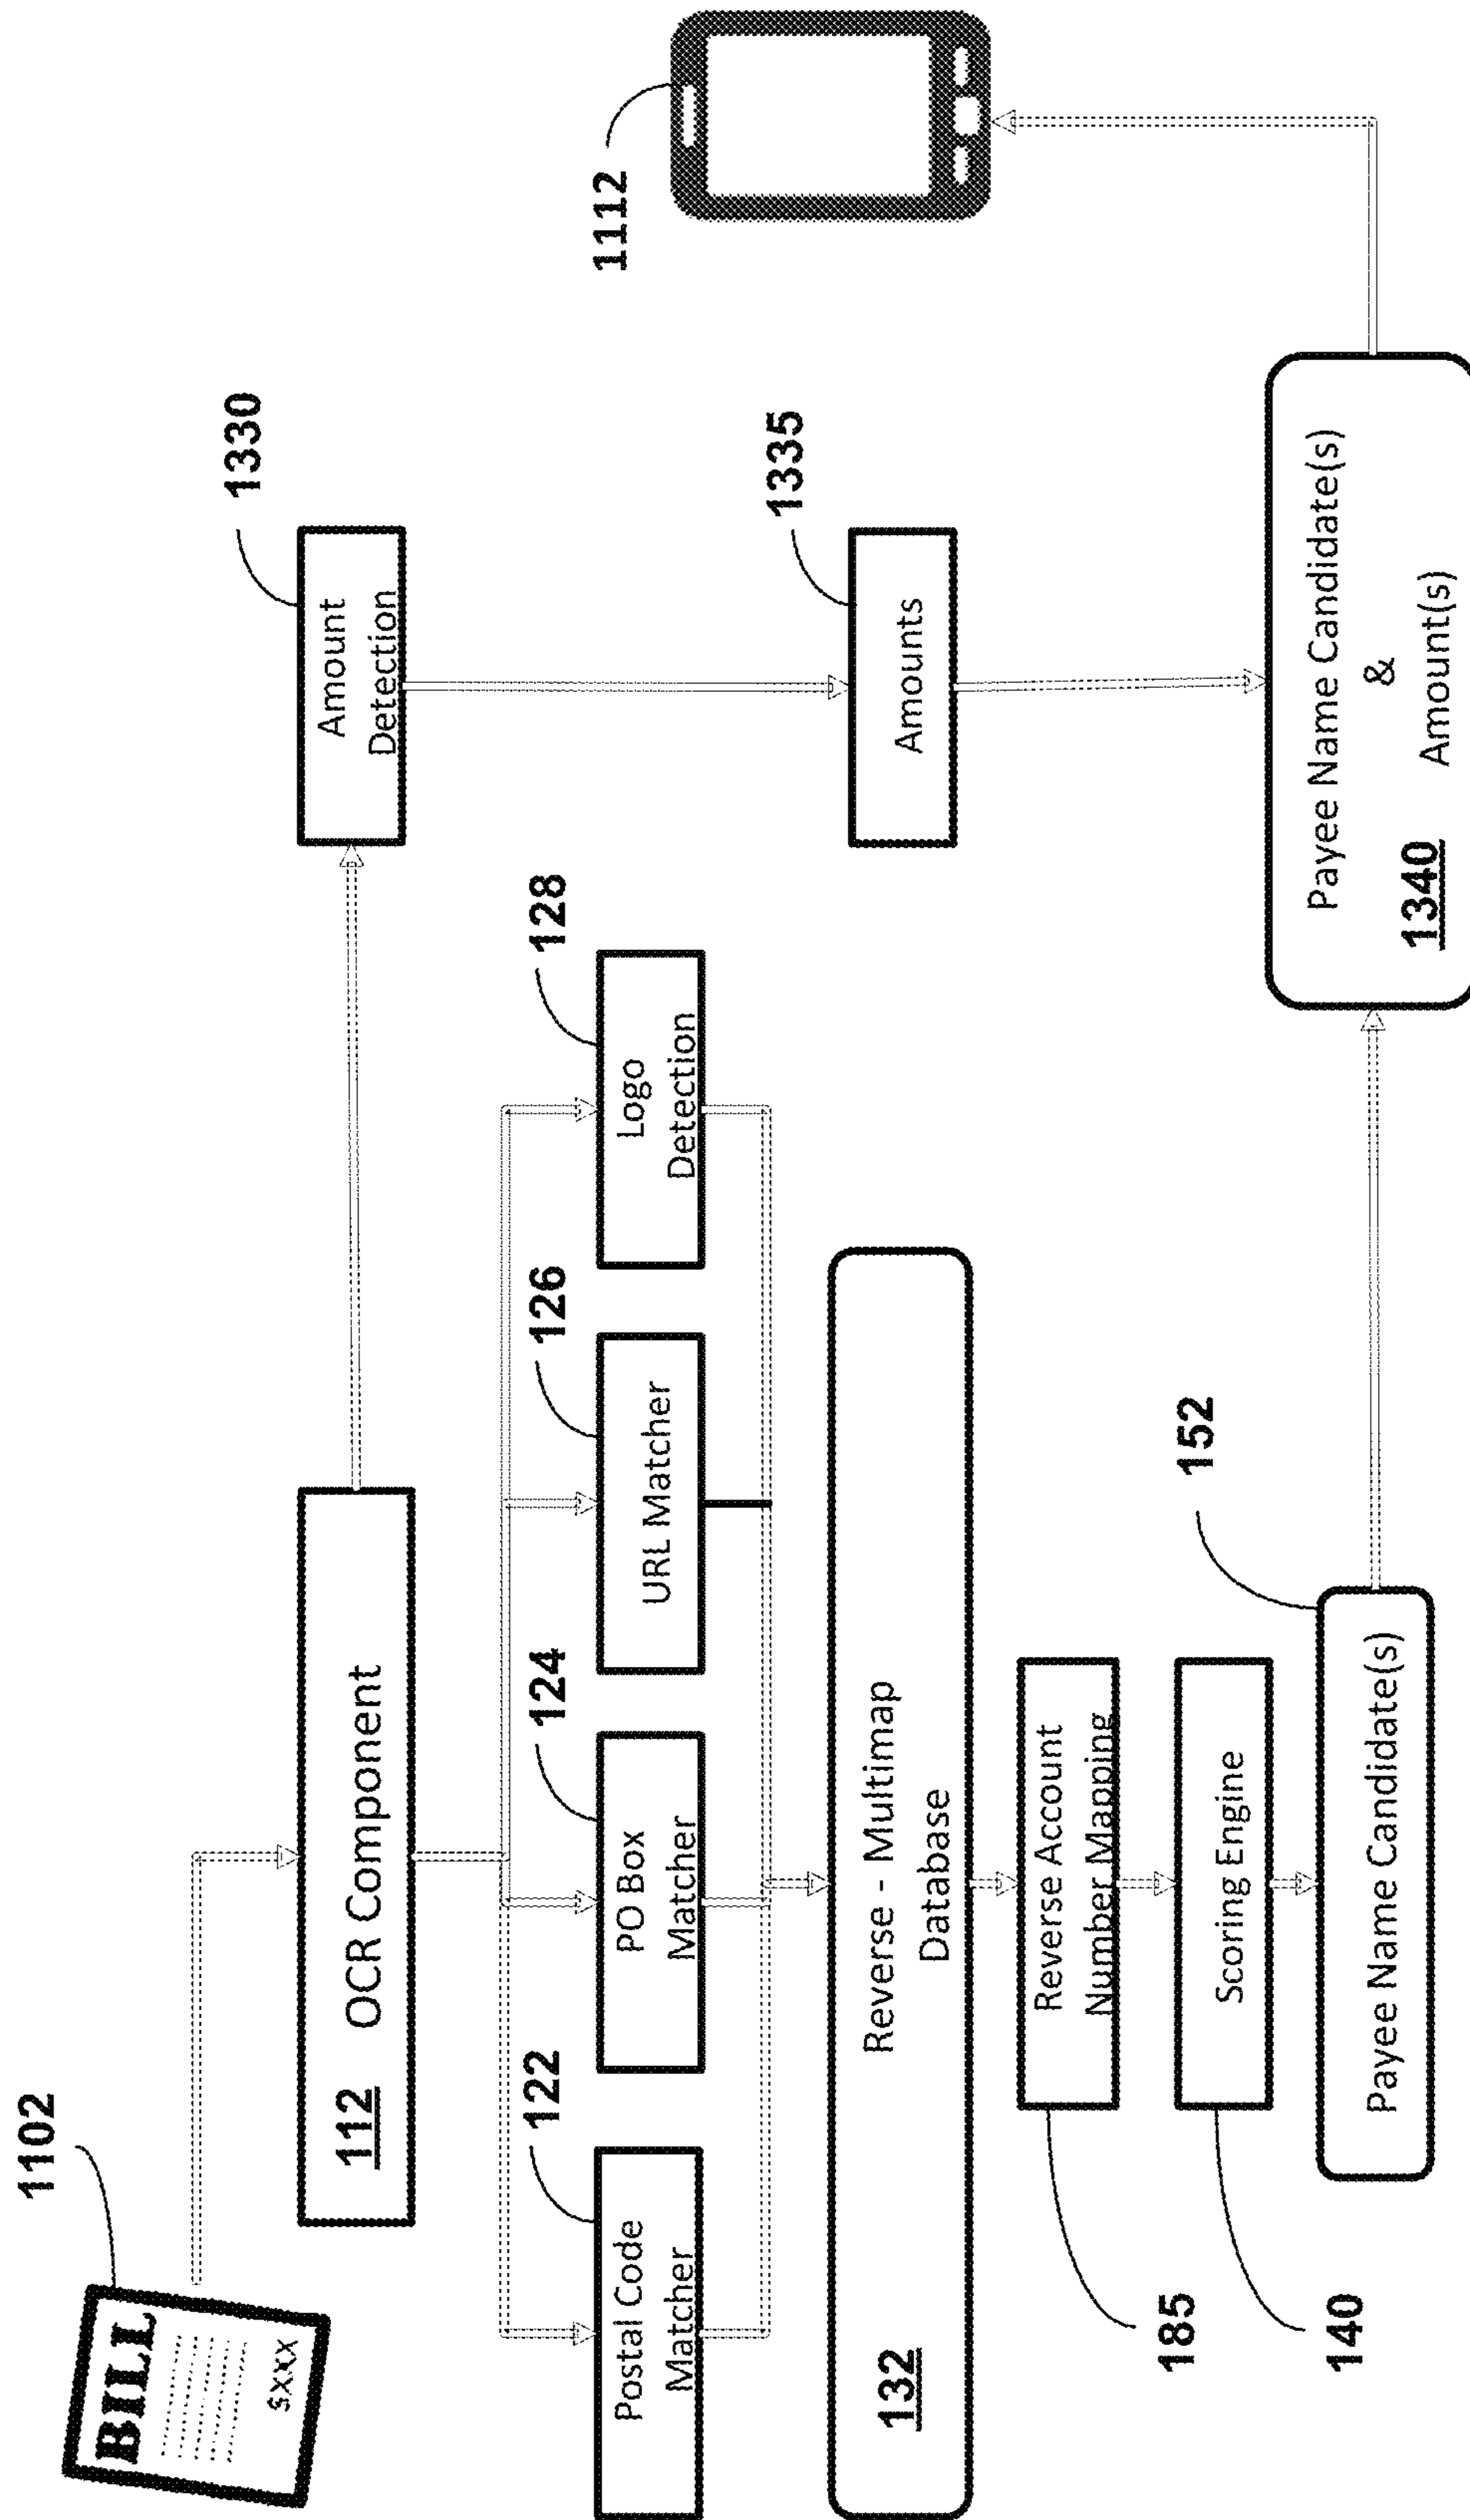 1102
BILL
$XXX
112 OCR Component
1330
Amount
Detection
122
Postal Code
Matcher
124
PO Box
Matcher
126
URL Matcher
128
Logo
Detection
1112
132
Reverse - Multimap
Database
1335
Amounts
185
Reverse Account
Number Mapping
140
Scoring Engine
152
Payee Name Candidate(s)
Payee Name Candidate(s)
&
1340 Amount(s)